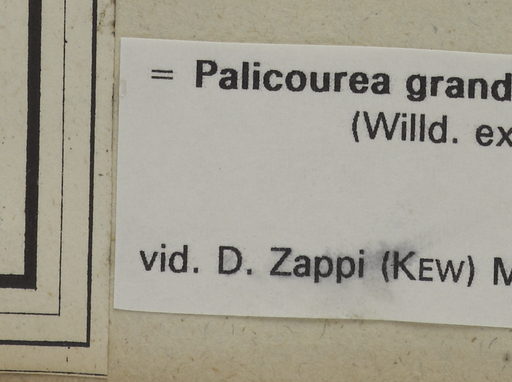 = Palicourea grand
(Willd. ex
vid. D. Zappi (KEW) M